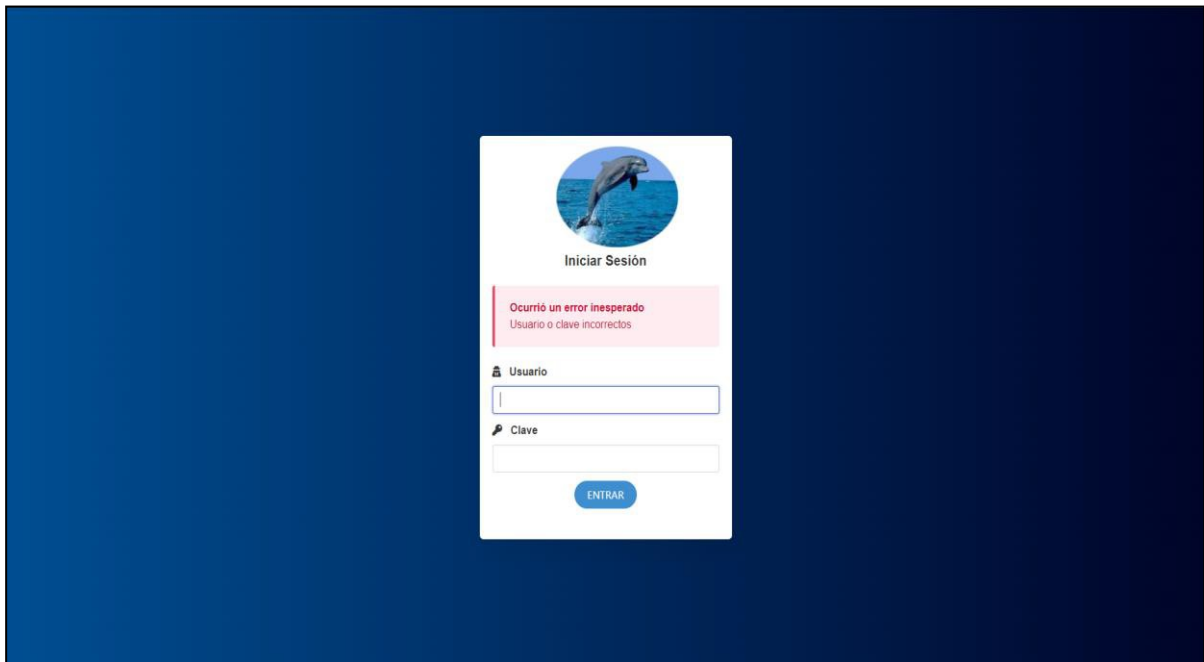 Iniciar Sesión
Ocurrió un error inesperado
Usuario o clave incorrectos
Usuario
Clave
ENTRAR